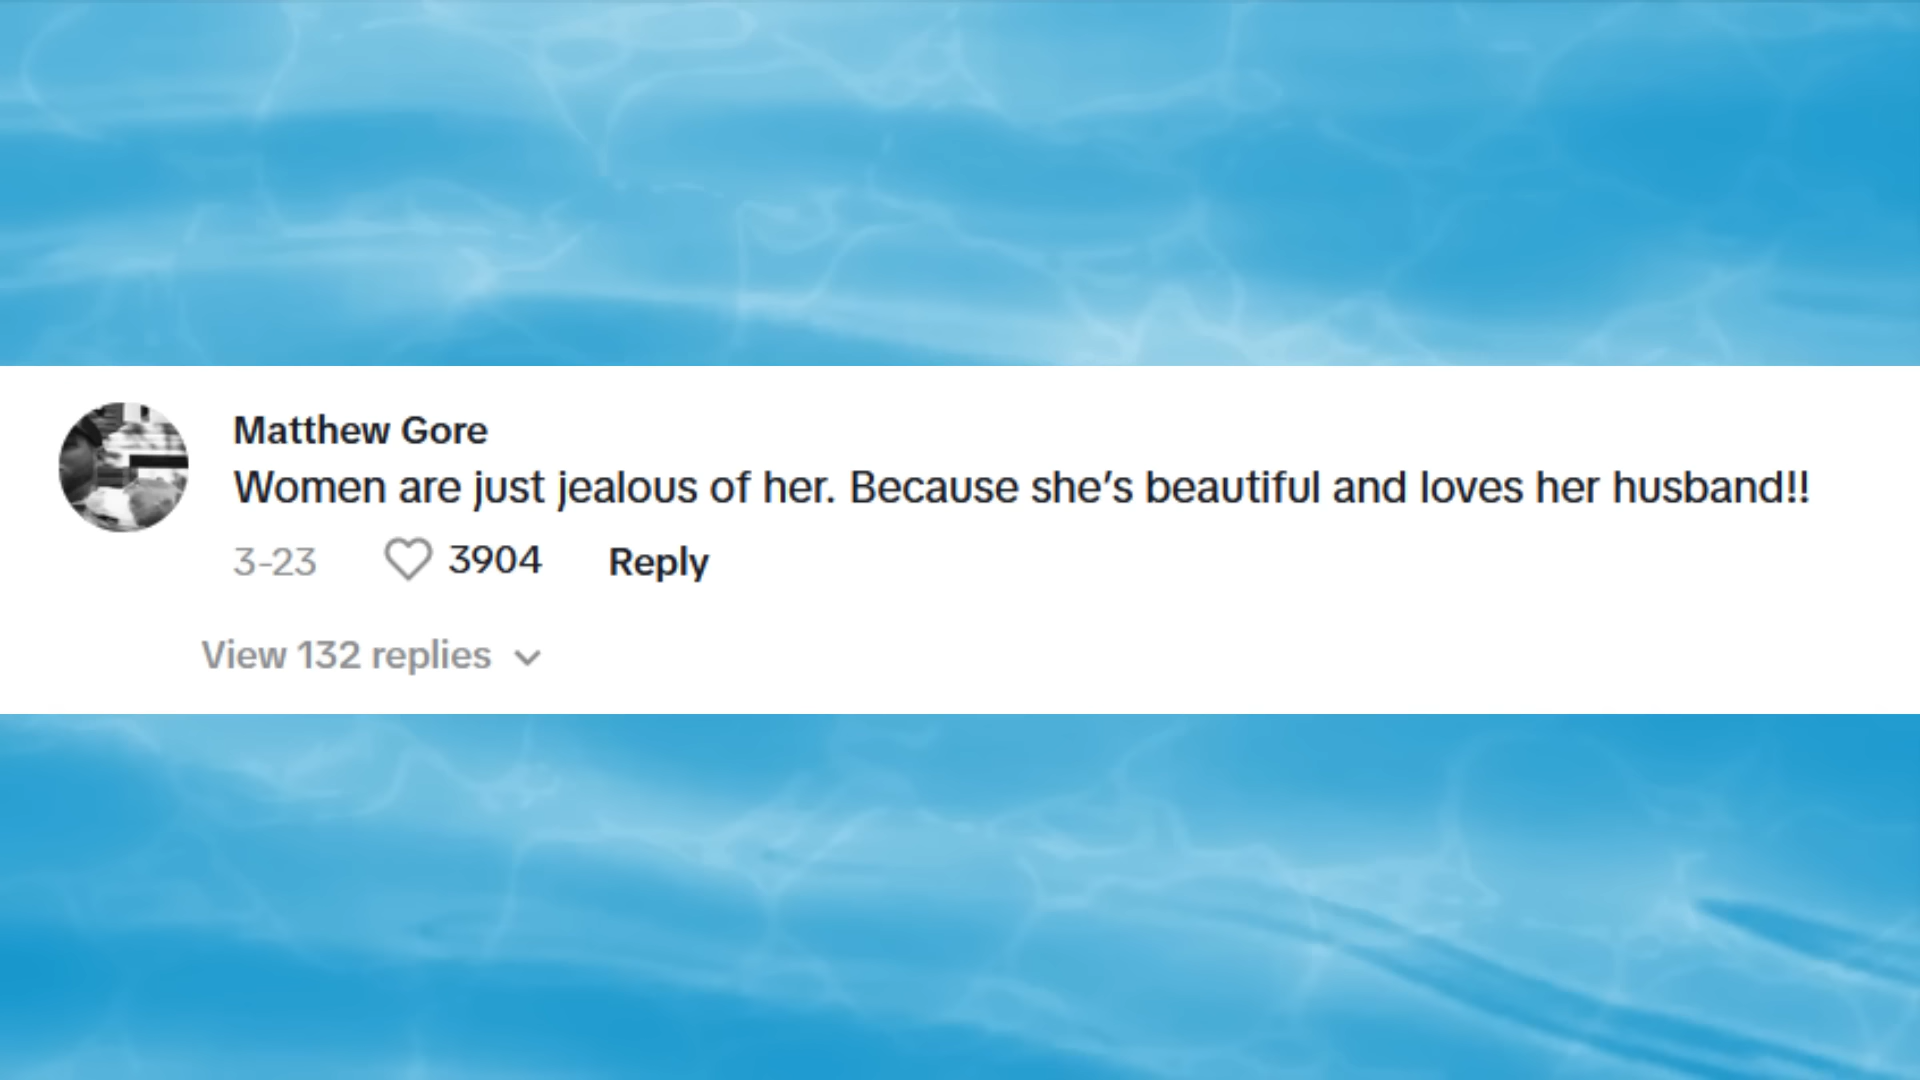 Matthew Gore
Women are just jealous of her. Because she’s beautiful and loves her husband!!
3-23 3904 Reply
View 132 replies